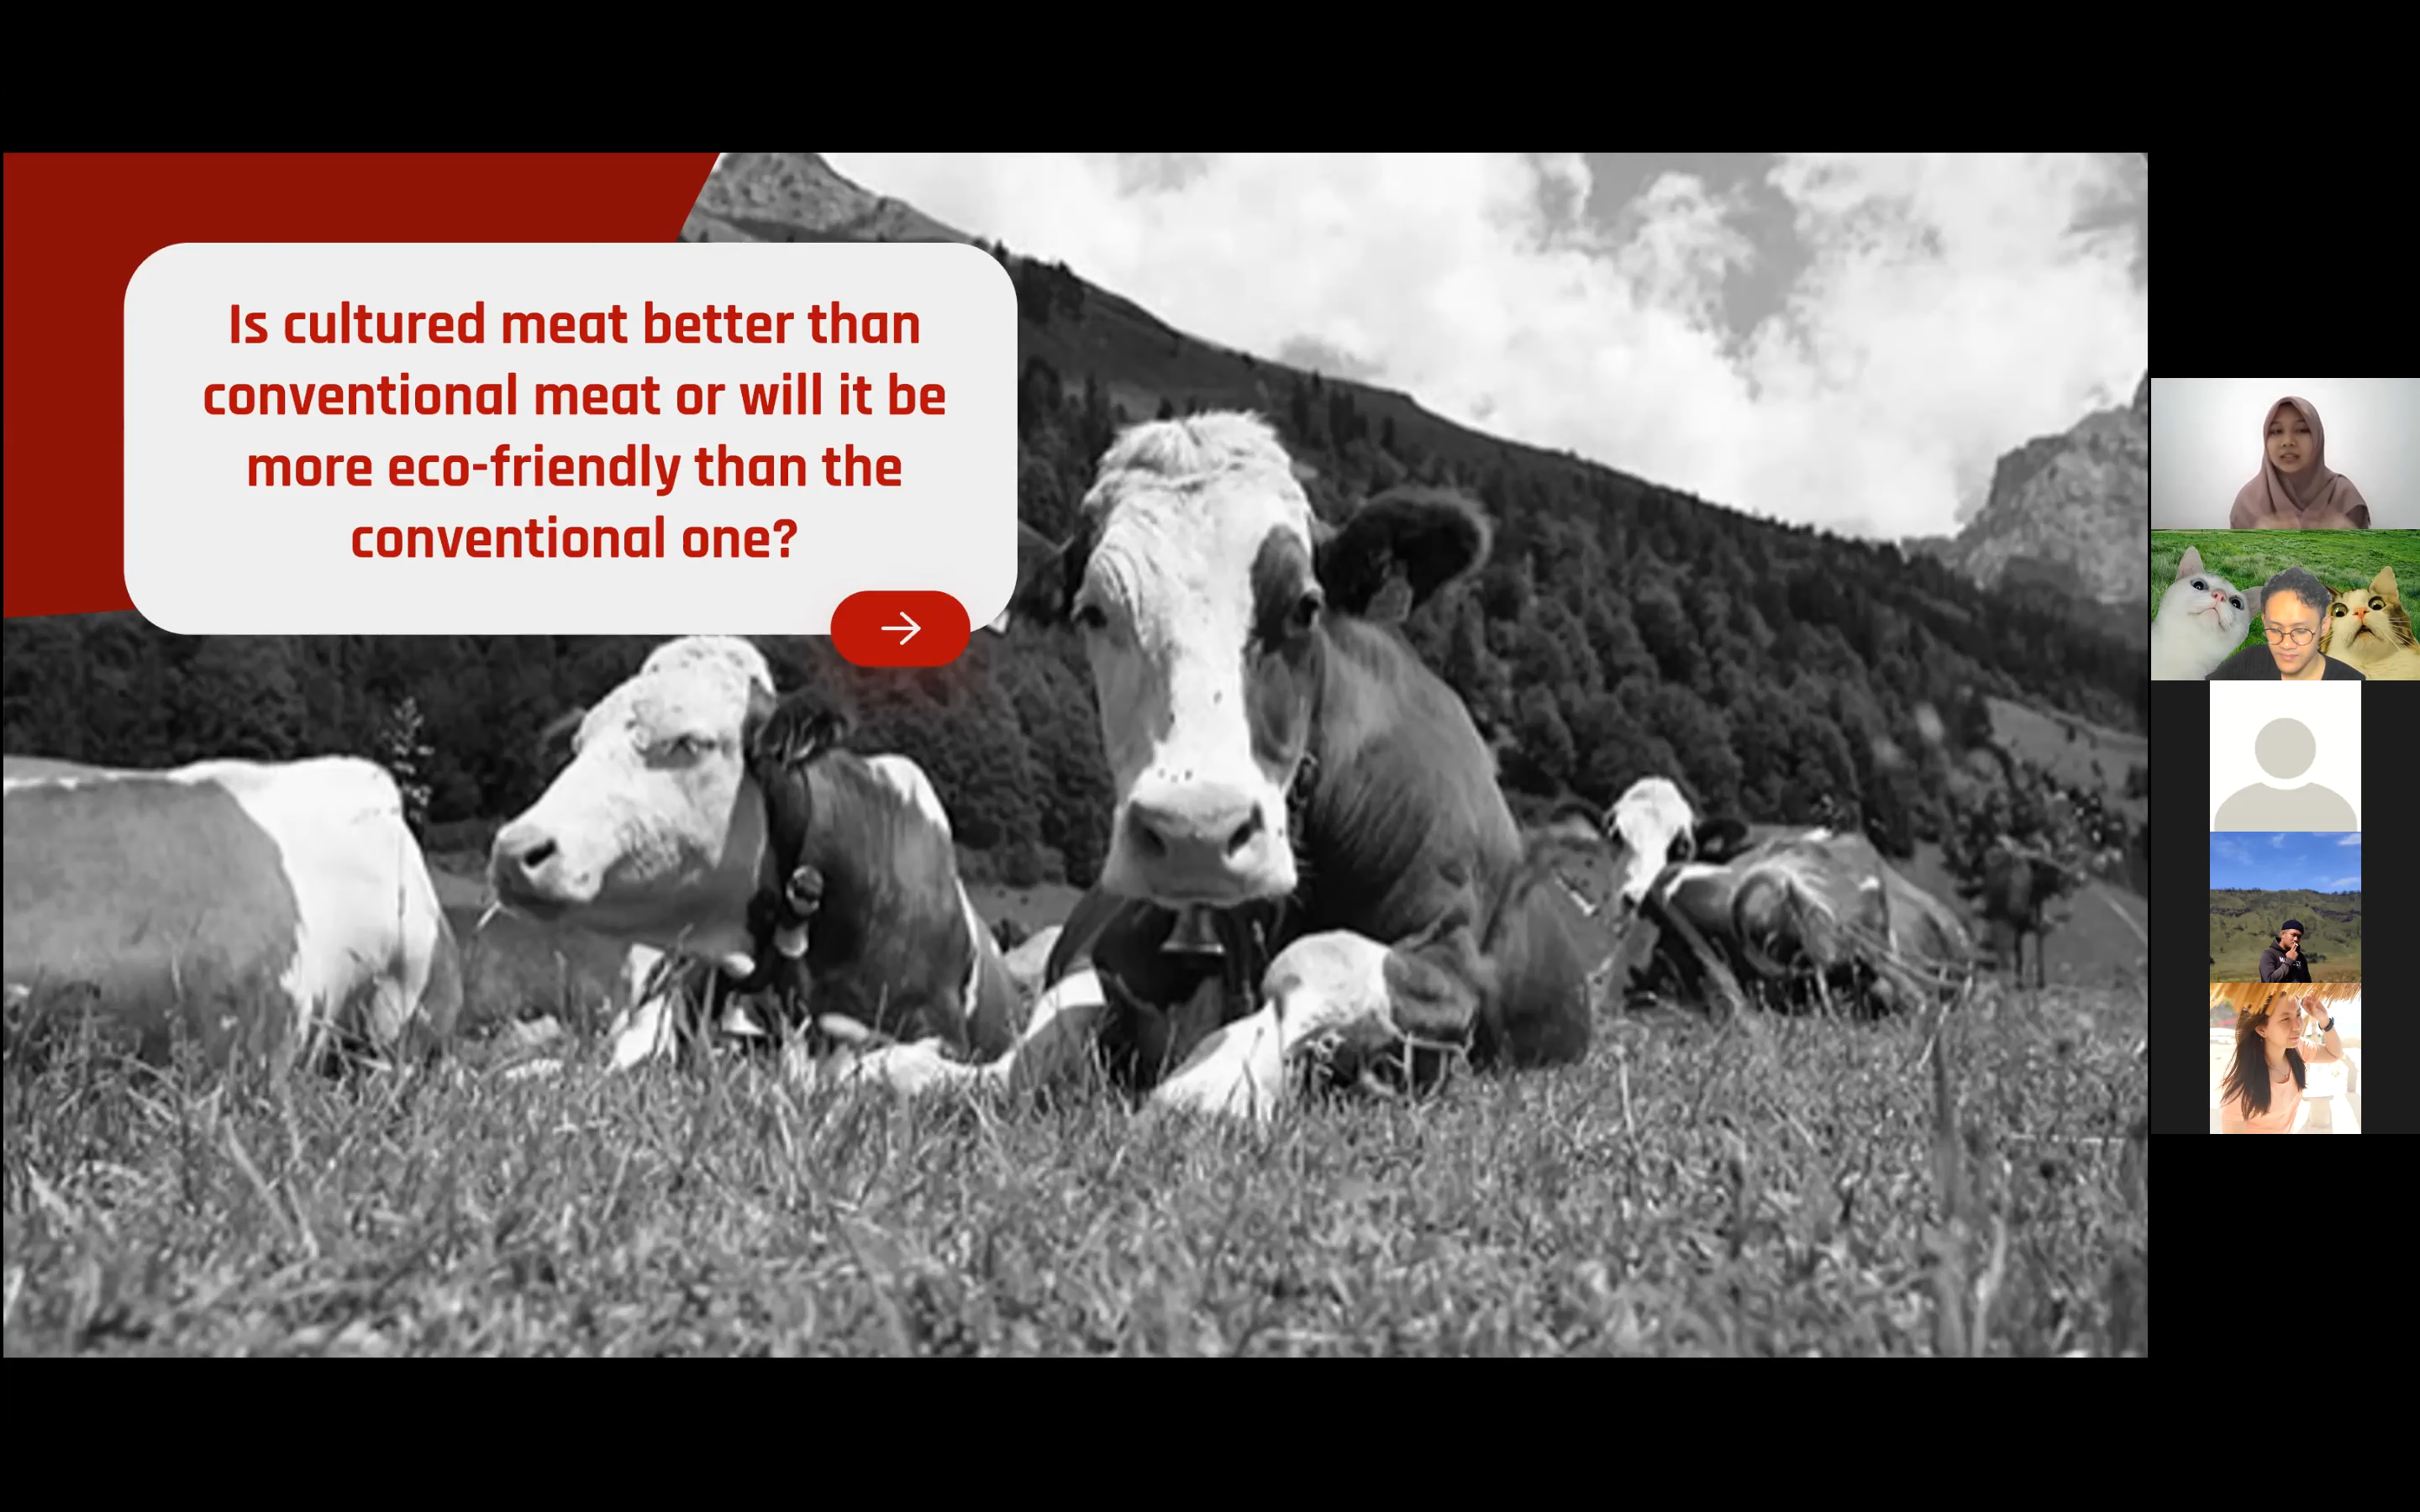 Is cultured meat better than
conventional meat or will it be
more eco-friendly than the
conventional one?